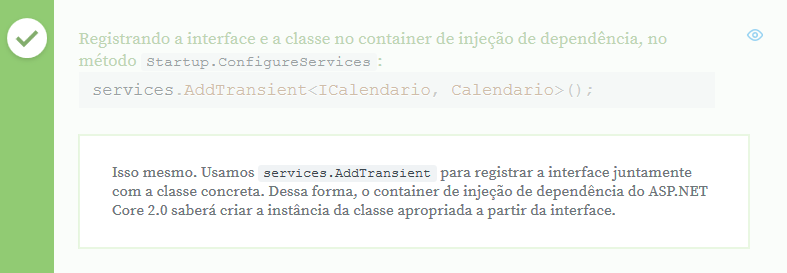 Registrando a interface e a classe no container de injeção de dependência, no
método Startup.ConfigureServices:
services.AddTransient<ICalendario, Calendario>();
Isso mesmo. Usamos services.AddTransient para registrar a interface juntamente
com a classe concreta. Dessa forma, o container de injeção de dependência do ASP.NET
Core 2.0 saberá criar a instância da classe apropriada a partir da interface.